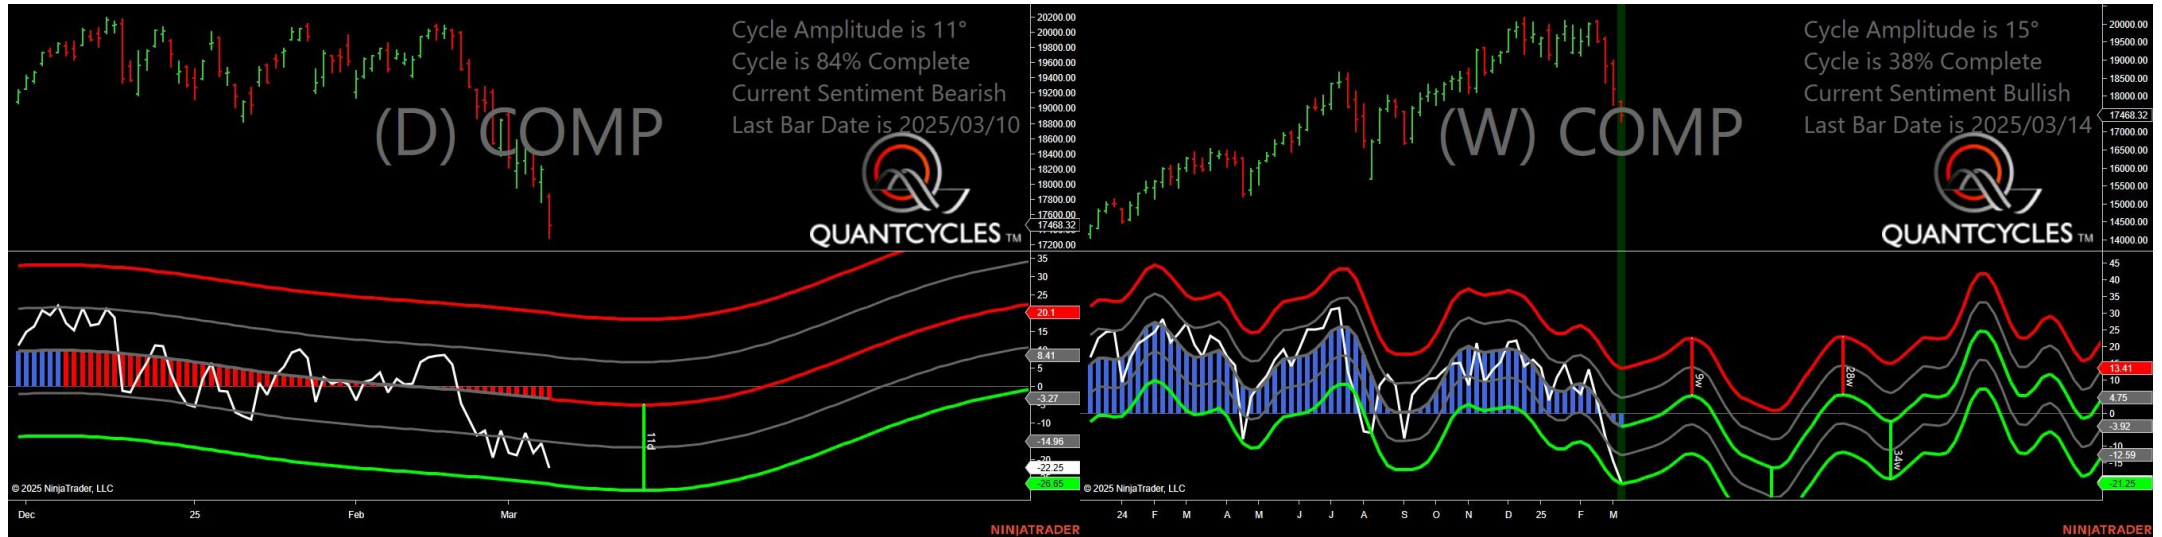 Cycle Amplitude is 11°
Cycle is 84% Complete
Current Sentiment Bearish
Last Bar Date is 2025/03/10
(D) COMP
QUANTCYCLES TM
20200.00
20000.00
19800.00
19600.00
19400.00
19200.00
19000.00
18800.00
18600.00
18400.00
18200.00
18000.00
17800.00
17600.00
17468.32
17200.00
35
30
25
20.1
15
8.41
5
0
-3.27
-10
-14.96
-22.25
-26.65
11d
© 2025 NinjaTrader, LLC
Dec 25 Feb Mar
NINJATRADER
Cycle Amplitude is 15°
Cycle is 38% Complete
Current Sentiment Bullish
Last Bar Date is 2025/03/14
(W) COMP
QUANTCYCLES TM
20000.00
19500.00
19000.00
18500.00
18000.00
17468.32
17000.00
16500.00
16000.00
15500.00
15000.00
14500.00
14000.00
45
40
35
30
25
20
13.41
10
4.75
0
-3.92
-10
-12.59
-15
-21.25
9w
28w
34w
© 2025 NinjaTrader, LLC
24 F M A M J J A S O N D 25 F M
NINJATRADER